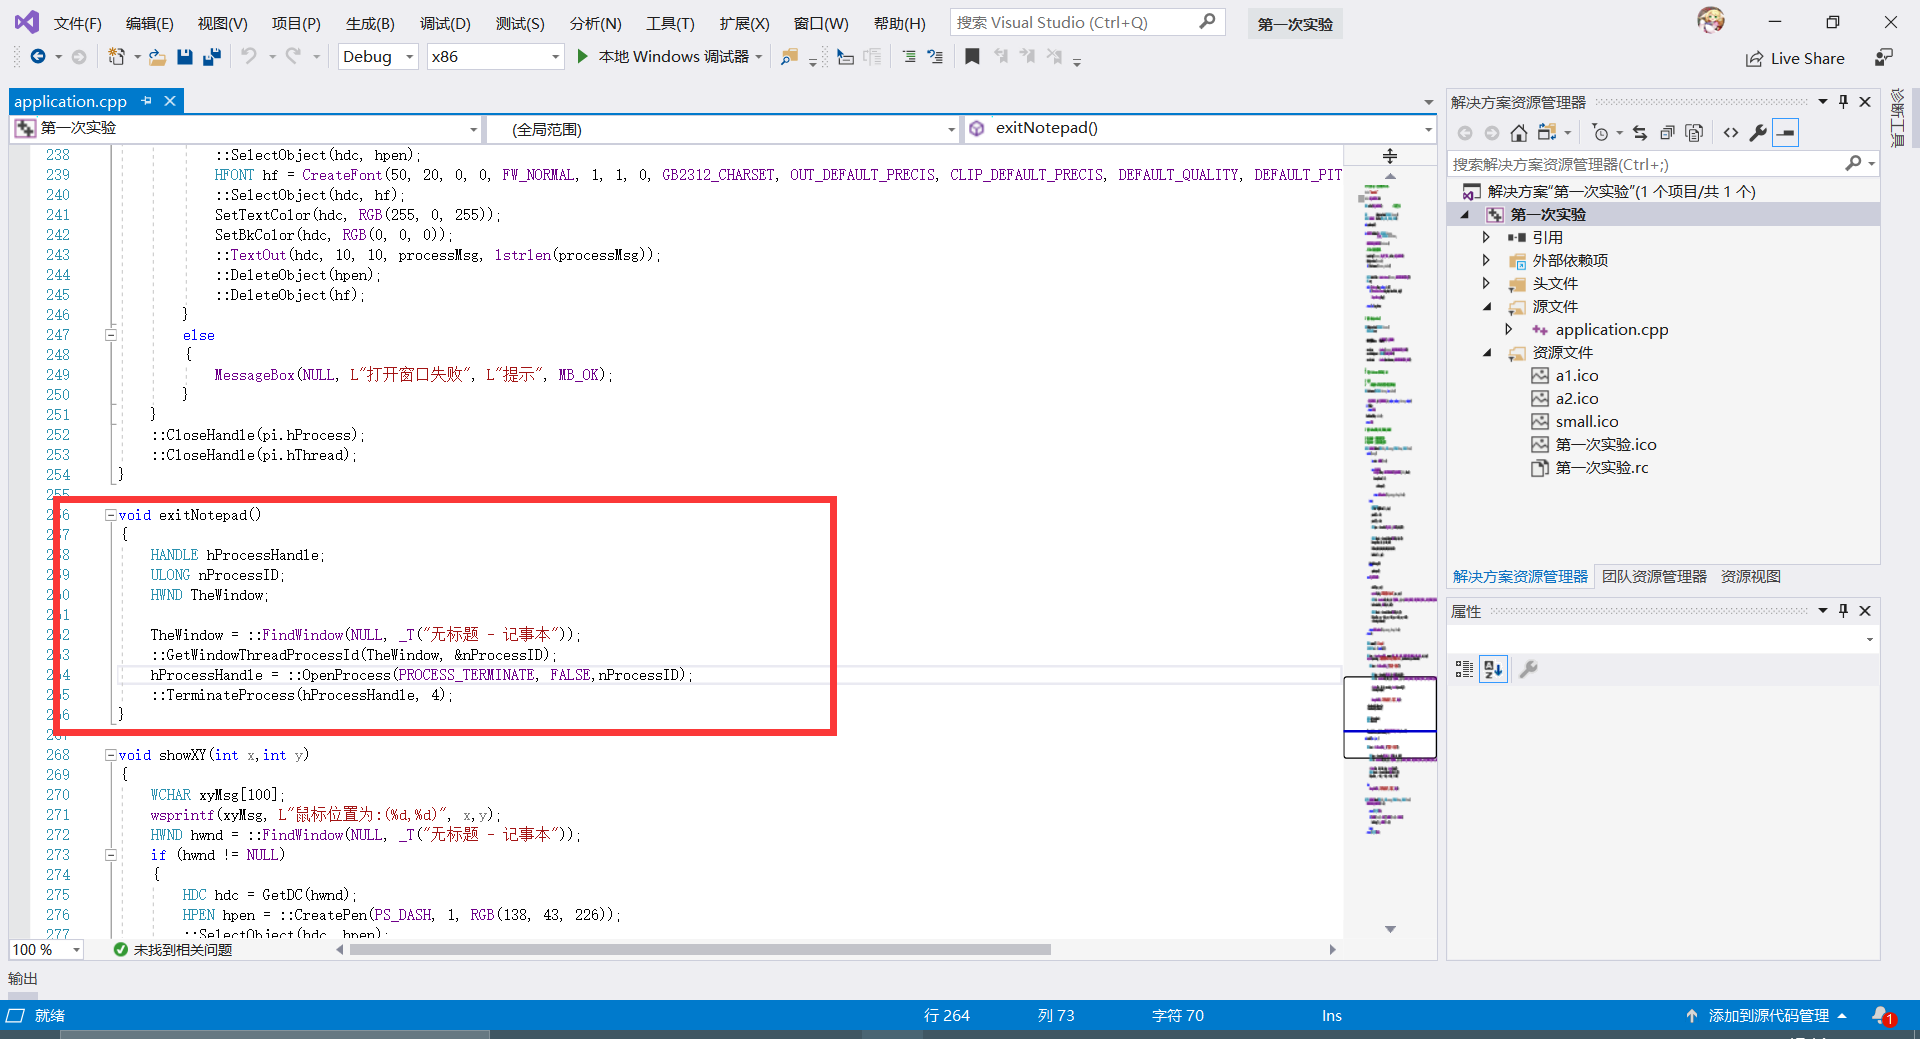 文件(F) 编辑(E) 视图(V) 项目(P) 生成(B) 调试(D) 测试(S) 分析(N) 工具(T) 扩展(X) 窗口(W) 帮助(H) 搜索 Visual Studio (Ctrl+Q) 第一次实验
Debug x86 本地 Windows 调试器 Live Share
application.cpp
第一次实验 (全局范围) exitNotepad()
238 ::SelectObject(hdc, hpen);
239 HFONT hf = CreateFont(50, 20, 0, 0, FW_NORMAL, 1, 1, 0, GB2312_CHARSET, OUT_DEFAULT_PRECIS, CLIP_DEFAULT_PRECIS, DEFAULT_QUALITY, DEFAULT_PIT
240 ::SelectObject(hdc, hf);
241 SetTextColor(hdc, RGB(255, 0, 255));
242 SetBkColor(hdc, RGB(0, 0, 0));
243 ::TextOut(hdc, 10, 10, processMsg, lstrlen(processMsg));
244 ::DeleteObject(hpen);
245 ::DeleteObject(hf);
246 }
247 else
248 {
249 MessageBox(NULL, L"打开窗口失败", L"提示", MB_OK);
250 }
251 }
252 ::CloseHandle(pi.hProcess);
253 ::CloseHandle(pi.hThread);
254 }
255
256 void exitNotepad()
257 {
258 HANDLE hProcessHandle;
259 ULONG nProcessID;
260 HWND TheWindow;
261
262 TheWindow = ::FindWindow(NULL, _T("无标题 - 记事本"));
263 ::GetWindowThreadProcessId(TheWindow, &nProcessID);
264 hProcessHandle = ::OpenProcess(PROCESS_TERMINATE, FALSE,nProcessID);
265 ::TerminateProcess(hProcessHandle, 4);
266 }
267
268 void showXY(int x,int y)
269 {
270 WCHAR xyMsg[100];
271 wsprintf(xyMsg, L"鼠标位置为:(%d,%d)", x,y);
272 HWND hwnd = ::FindWindow(NULL, _T("无标题 - 记事本"));
273 if (hwnd != NULL)
274 {
275 HDC hdc = GetDC(hwnd);
276 HPEN hpen = ::CreatePen(PS_DASH, 1, RGB(138, 43, 226));
277 ::SelectObject(hdc, hpen);
100 % 未找到相关问题
输出
解决方案资源管理器
搜索解决方案资源管理器(Ctrl+;)
解决方案"第一次实验"(1 个项目/共 1 个)
第一次实验
引用
外部依赖项
头文件
源文件
application.cpp
资源文件
a1.ico
a2.ico
small.ico
第一次实验.ico
第一次实验.rc
解决方案资源管理器 团队资源管理器 资源视图
属性
诊断工具
就绪 行 264 列 73 字符 70 Ins 添加到源代码管理 1